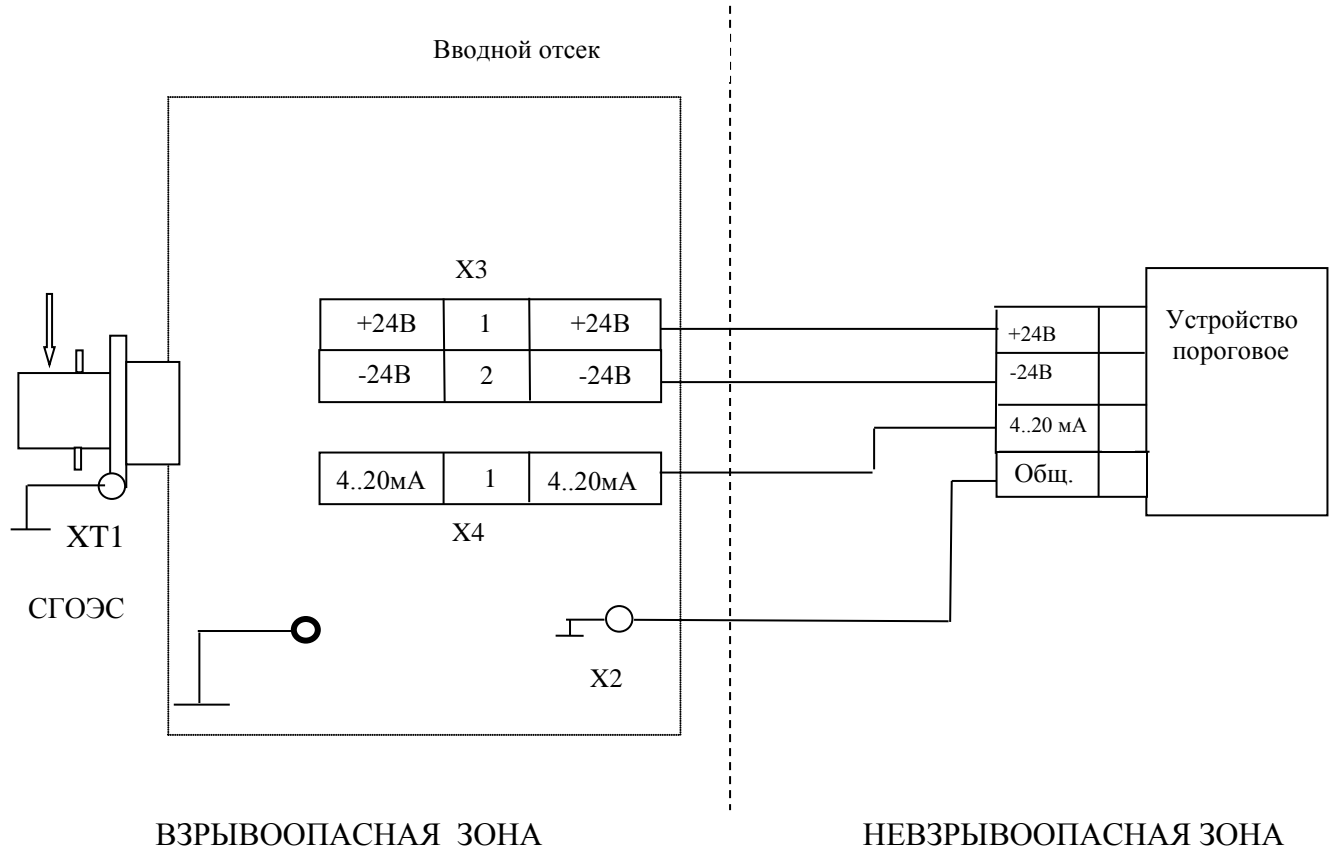 Вводной отсек
X3
+24В 1 +24В
-24В 2 -24В
4..20мА 1 4..20мА
X4
XT1
СГОЭС
X2
+24В
-24В
4..20 мА
Общ.
Устройство
пороговое
ВЗРЫВООПАСНАЯ ЗОНА
НЕВЗРЫВООПАСНАЯ ЗОНА